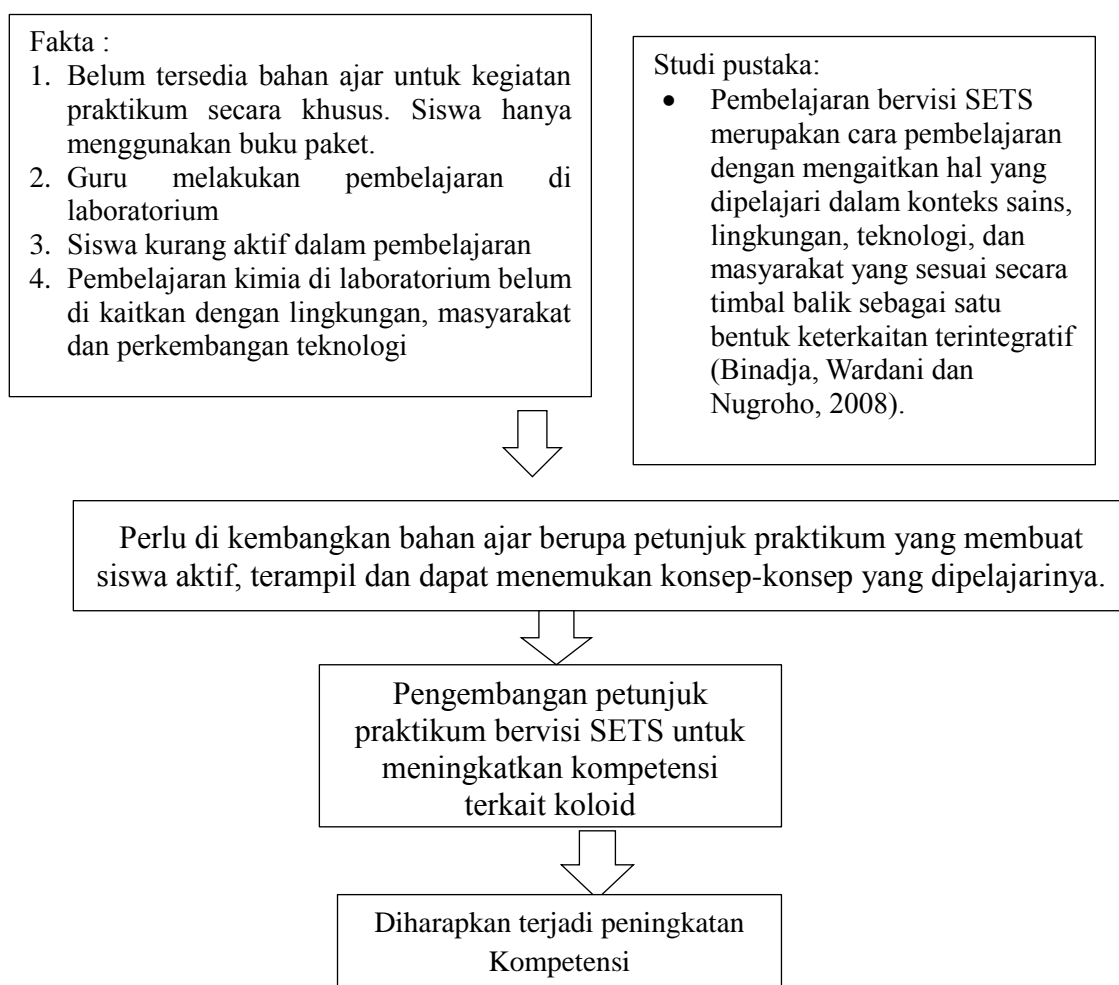 Fakta :
1. Belum tersedia bahan ajar untuk kegiatan
praktikum secara khusus. Siswa hanya
menggunakan buku paket.
2. Guru melakukan pembelajaran di
laboratorium
3. Siswa kurang aktif dalam pembelajaran
4. Pembelajaran kimia di laboratorium belum
di kaitkan dengan lingkungan, masyarakat
dan perkembangan teknologi
Studi pustaka:
• Pembelajaran bervisi SETS
merupakan cara pembelajaran
dengan mengaitkan hal yang
dipelajari dalam konteks sains,
lingkungan, teknologi, dan
masyarakat yang sesuai secara
timbal balik sebagai satu
bentuk keterkaitan terintegratif
(Binadja, Wardani dan
Nugroho, 2008).
Perlu di kembangkan bahan ajar berupa petunjuk praktikum yang membuat
siswa aktif, terampil dan dapat menemukan konsep-konsep yang dipelajarinya.
Pengembangan petunjuk
praktikum bervisi SETS untuk
meningkatkan kompetensi
terkait koloid
Diharapkan terjadi peningkatan
Kompetensi